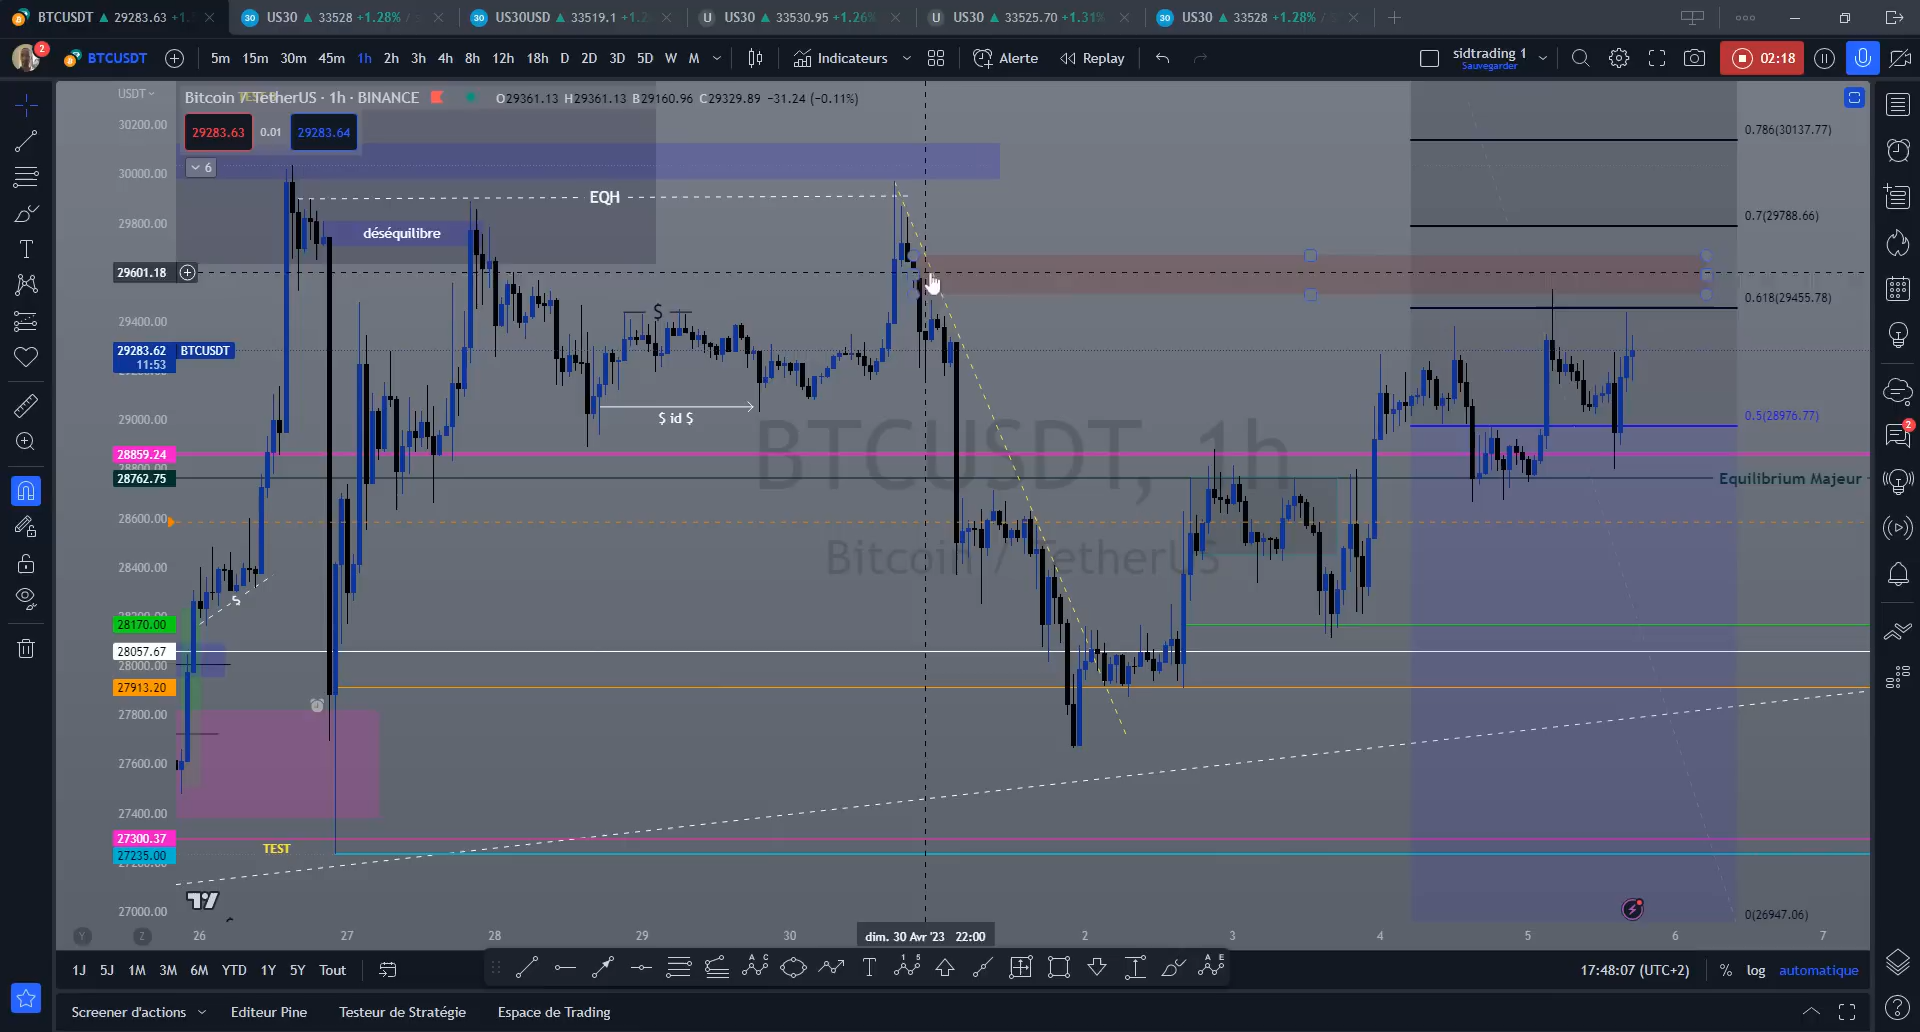 BTCUSDT ▲ 29283.63
US30 ▲ 33528 +1.28%
US30USD ▲ 33519.1
US30 ▲ 33530.95 +1.26%
US30 ▲ 33525.70 +1.31%
US30 ▲ 33528 +1.28%
2
BTCUSDT
5m 15m 30m 45m 1h 2h 3h 4h 8h 12h 18h D 2D 3D 5D W M
Indicateurs
Alerte
Replay
sidtrading 1
Sauvegarder
02:18
USDT
Bitcoin / TetherUS · 1h · BINANCE
O29361.13 H29361.13 B29160.96 C29329.89 −31.24 (−0.11%)
29283.63 0.01 29283.64
6
30200.00
30000.00
29800.00
29601.18
29400.00
29283.62 BTCUSDT
11:53
29000.00
28859.24
28762.75
28600.00
28400.00
28170.00
28057.67
28000.00
27913.20
27800.00
27600.00
27400.00
27300.37
27235.00
27000.00
EQH
déséquilibre
$
$ id $
TEST
BTCUSDT, 1h
Bitcoin / TetherUS
0.786(30137.77)
0.7(29788.66)
0.618(29455.78)
0.5(28976.77)
Equilibrium Majeur
0(26947.06)
2
Y Z
26 27 28 29 30 dim. 30 Avr '23 22:00 2 3 4 5 6 7
1J 5J 1M 3M 6M YTD 1Y 5Y Tout
17:48:07 (UTC+2) % log automatique
Screener d'actions
Editeur Pine
Testeur de Stratégie
Espace de Trading